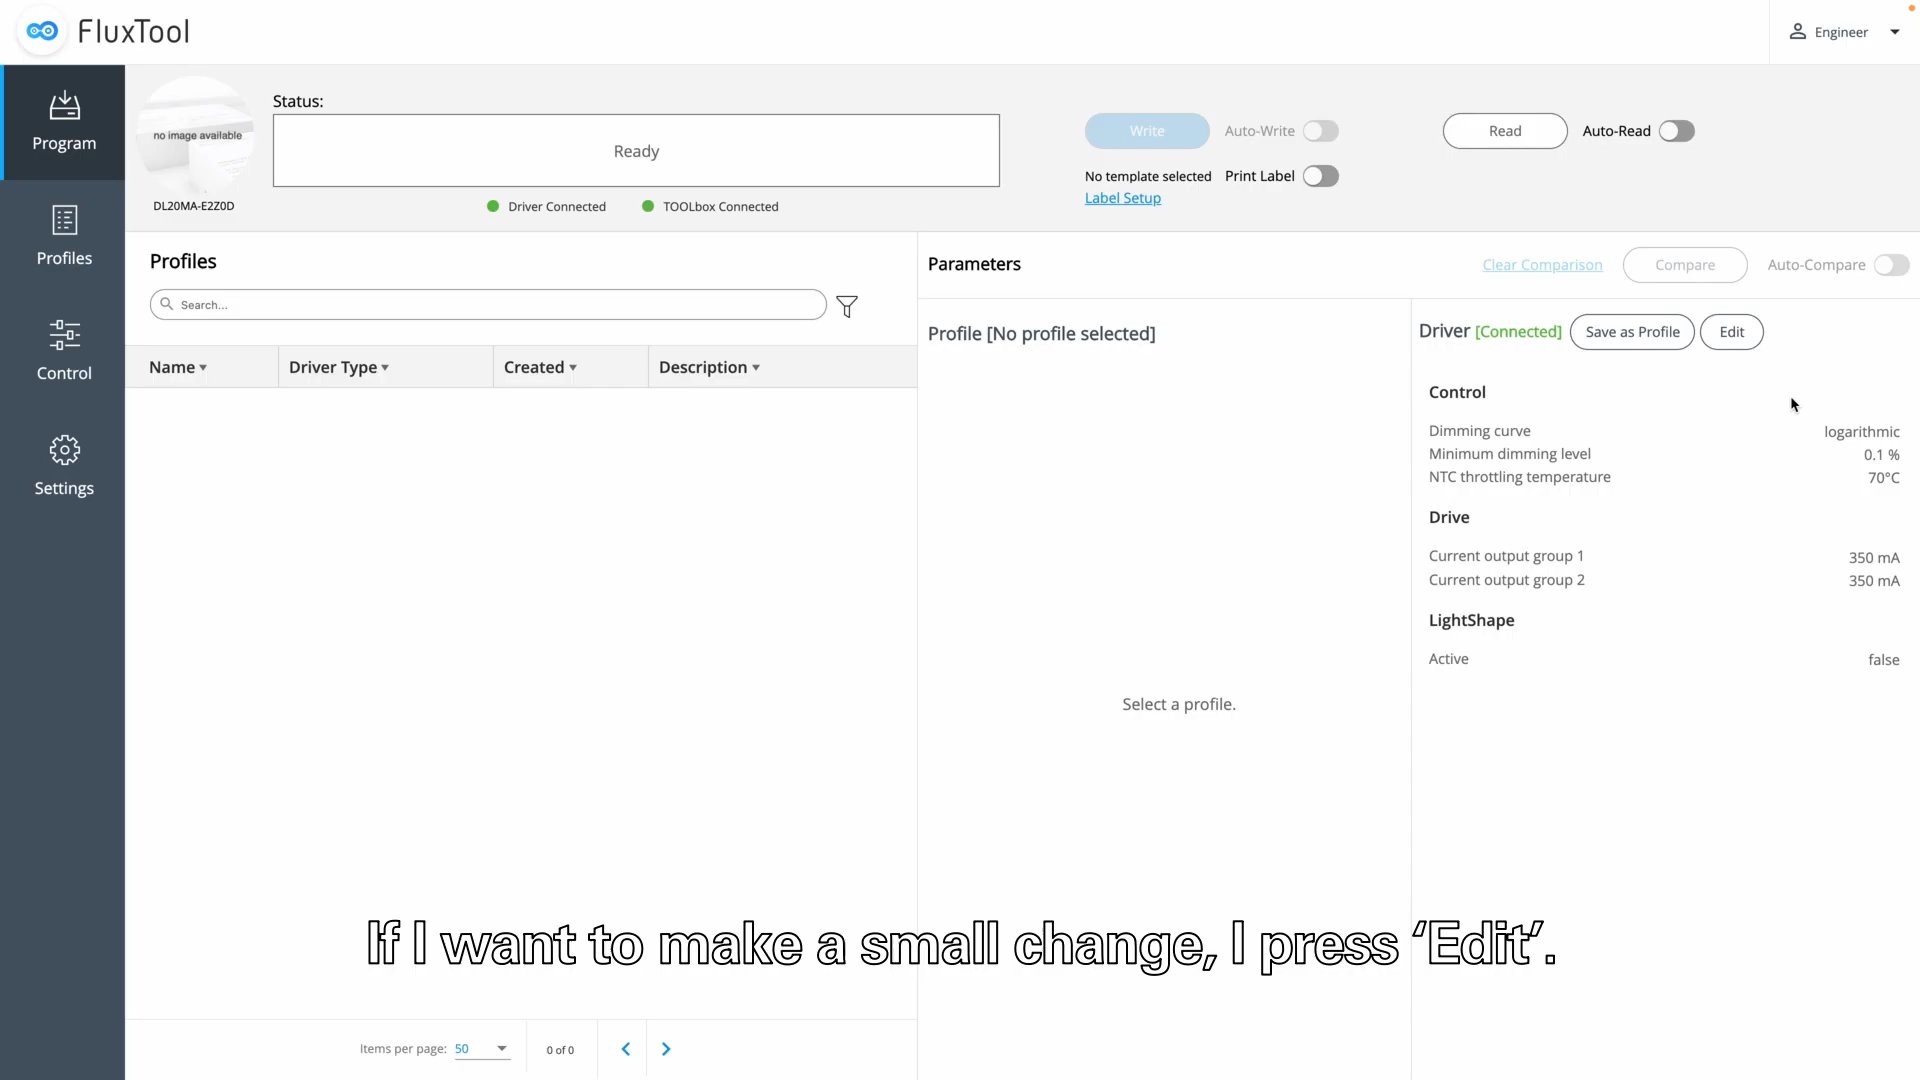 FluxTool
Engineer
Program
Profiles
Control
Settings
no image available
DL20MA-E2Z0D
Status:
Ready
Driver Connected
TOOLbox Connected
Write
Auto-Write
No template selected
Print Label
Label Setup
Read
Auto-Read
Profiles
Search...
Name
Driver Type
Created
Description
Parameters
Clear Comparison
Compare
Auto-Compare
Profile [No profile selected]
Select a profile.
Driver [Connected]
Save as Profile
Edit
Control
Dimming curve logarithmic
Minimum dimming level 0.1 %
NTC throttling temperature 70°C
Drive
Current output group 1 350 mA
Current output group 2 350 mA
LightShape
Active false
If I want to make a small change, I press ‘Edit’.
Items per page: 50
0 of 0